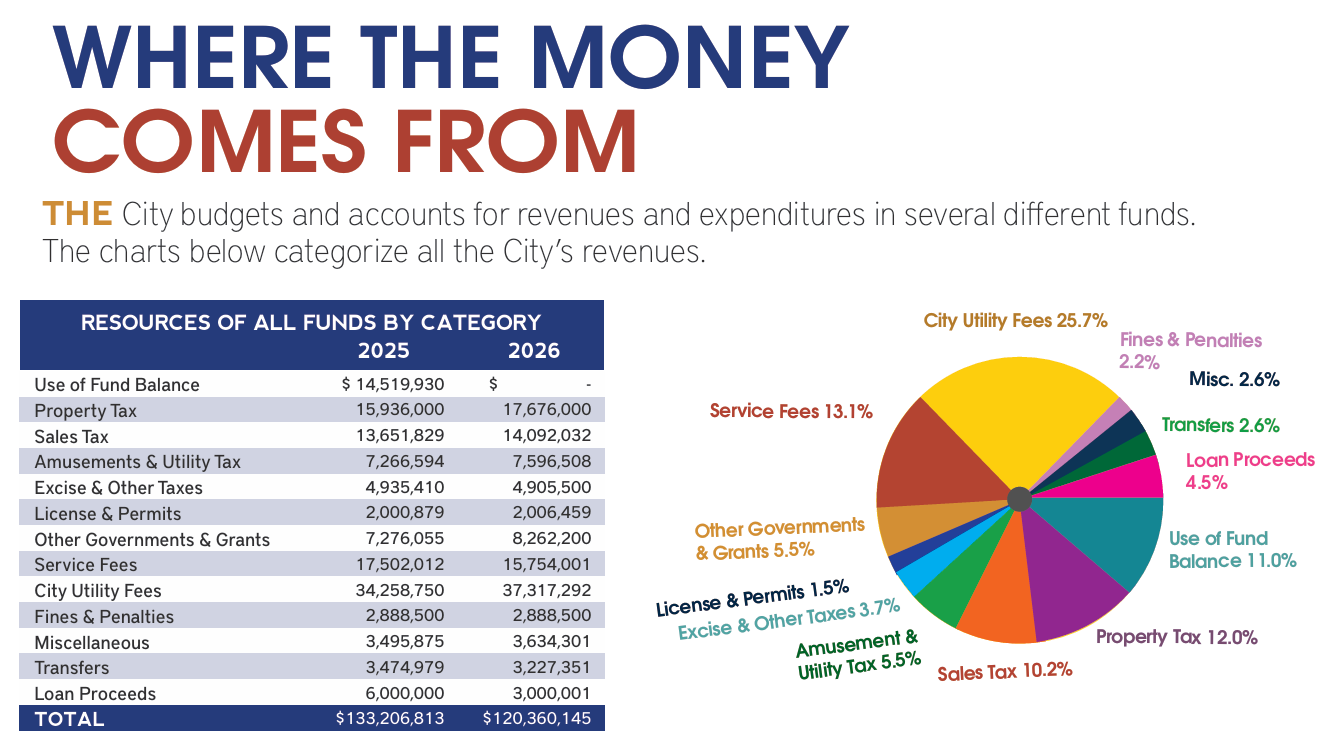 WHERE THE MONEY
COMES FROM
THE City budgets and accounts for revenues and expenditures in several different funds.
The charts below categorize all the City's revenues.
RESOURCES OF ALL FUNDS BY CATEGORY
2025 2026
Use of Fund Balance $ 14,519,930 $ -
Property Tax 15,936,000 17,676,000
Sales Tax 13,651,829 14,092,032
Amusements & Utility Tax 7,266,594 7,596,508
Excise & Other Taxes 4,935,410 4,905,500
License & Permits 2,000,879 2,006,459
Other Governments & Grants 7,276,055 8,262,200
Service Fees 17,502,012 15,754,001
City Utility Fees 34,258,750 37,317,292
Fines & Penalties 2,888,500 2,888,500
Miscellaneous 3,495,875 3,634,301
Transfers 3,474,979 3,227,351
Loan Proceeds 6,000,000 3,000,001
TOTAL $133,206,813 $120,360,145
City Utility Fees 25.7%
Fines & Penalties
2.2%
Misc. 2.6%
Transfers 2.6%
Loan Proceeds
4.5%
Use of Fund
Balance 11.0%
Property Tax 12.0%
Sales Tax 10.2%
Amusement &
Utility Tax 5.5%
Excise & Other Taxes 3.7%
License & Permits 1.5%
Other Governments
& Grants 5.5%
Service Fees 13.1%